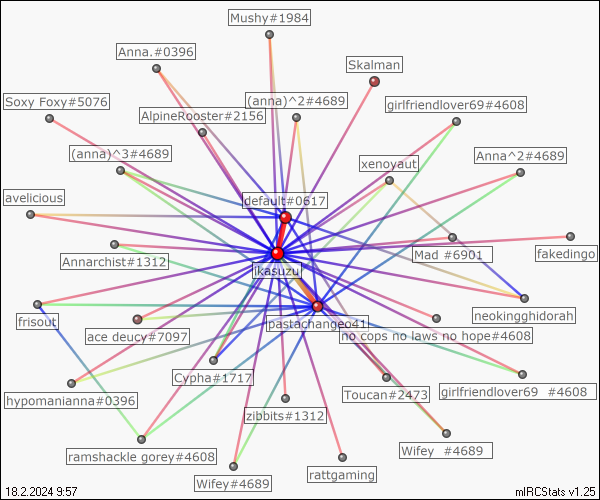 Mushy#1984
Anna.#0396
Skalman
Soxy Foxy#5076
(anna)^2#4689
girlfriendlover69#4608
AlpineRooster#2156
(anna)^3#4689
xenoyaut
Anna^2#4689
avelicious
default#0617
Annarchist#1312
Mad #6901
fakedingo
ikasuzu
neokingghidorah
frisout
pastachangeo41
ace deucy#7097
no cops no laws no hope#4608
Cypha#1717
hypomanianna#0396
Toucan#2473
girlfriendlover69  #4608
zibbits#1312
ramshackle gorey#4608
Wifey  #4689
Wifey#4689
rattgaming
18.2.2024 9:57
mIRCStats v1.25